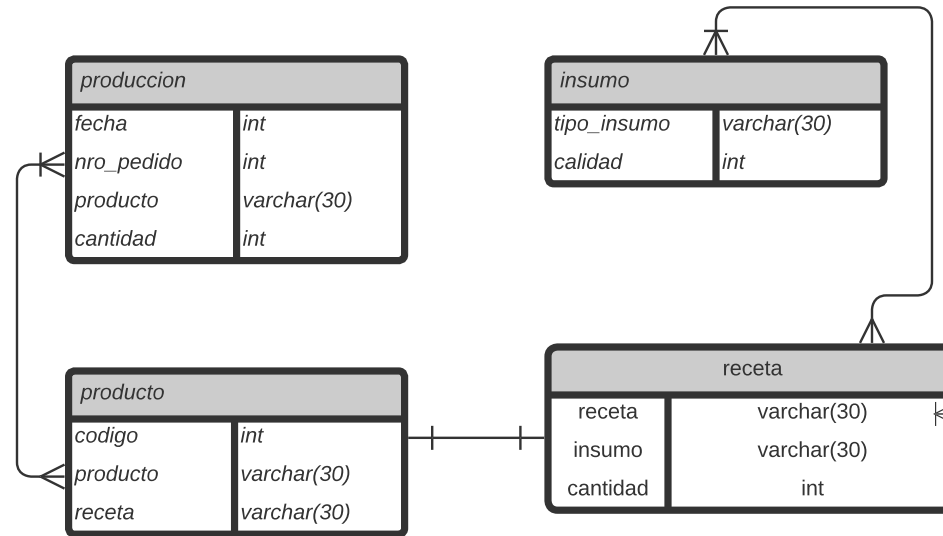 produccion
fecha int
nro_pedido int
producto varchar(30)
cantidad int
insumo
tipo_insumo varchar(30)
calidad int
producto
codigo int
producto varchar(30)
receta varchar(30)
receta
receta varchar(30)
insumo varchar(30)
cantidad int